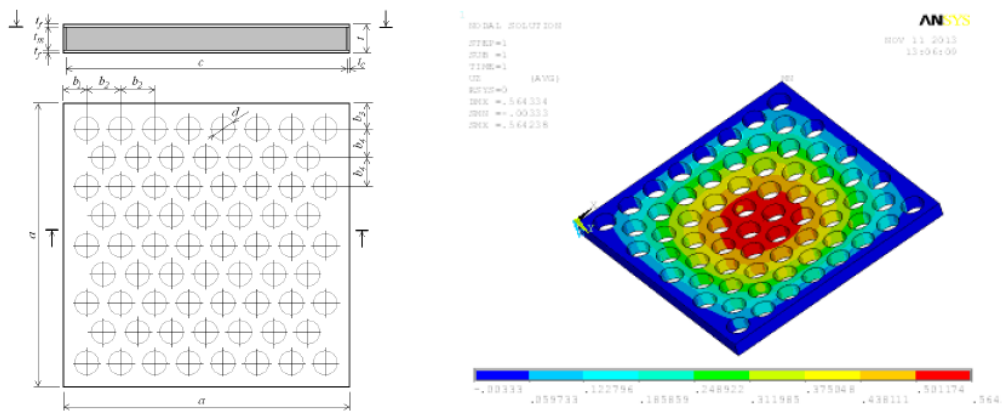 t_f
t_m
t_f
t
c
t_c
b_1
b_2
b_2
d
b_3
b_4
b_4
a
a
1
NODAL SOLUTION
STEP=1
SUB =1
TIME=1
UZ (AVG)
RSYS=0
DMX =.564334
SMN =-.00333
SMX =.564238
ANSYS
NOV 11 2013
13:06:09
MN
X
Y
-.00333
.059733
.122796
.185859
.248922
.311985
.375048
.438111
.501174
.564